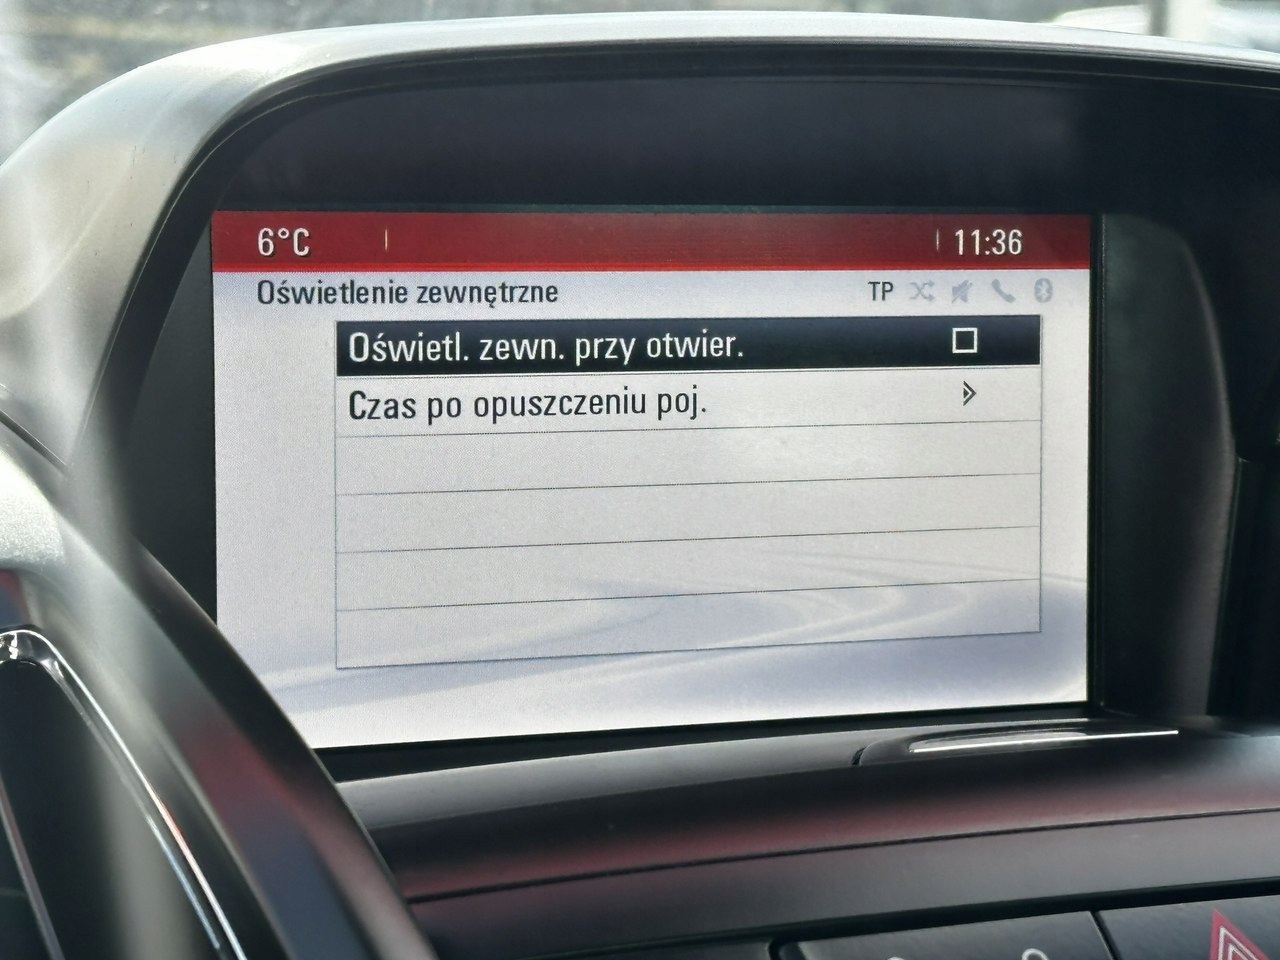 6°C 11:36
Oświetlenie zewnętrzne TP
Oświetl. zewn. przy otwier.
Czas po opuszczeniu poj.